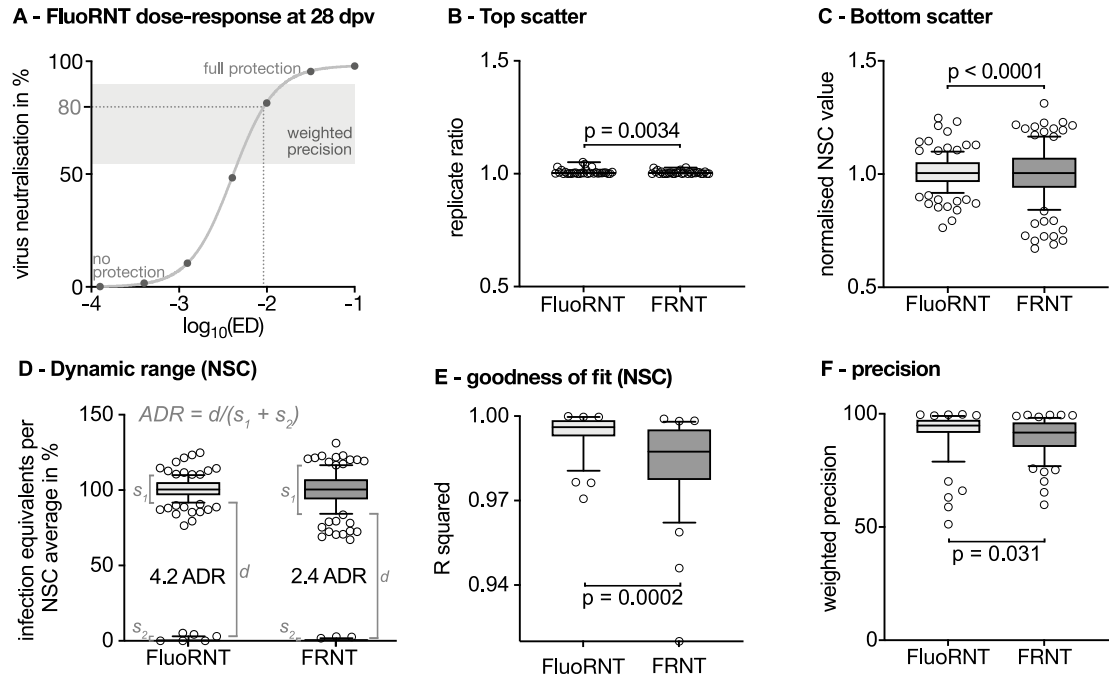 A - FluoRNT dose-response at 28 dpv
virus neutralisation in %
100
80
50
0
full protection
weighted
precision
no
protection
−4
−3
−2
−1
log10(ED)
B - Top scatter
replicate ratio
1.5
1.0
0.5
p = 0.0034
FluoRNT
FRNT
C - Bottom scatter
normalised NSC value
1.5
1.0
0.5
p < 0.0001
FluoRNT
FRNT
D - Dynamic range (NSC)
infection equivalents per
NSC average in %
150
100
50
0
ADR = d/(s1 + s2)
s1
s1
d
d
4.2 ADR
2.4 ADR
s2
s2
FluoRNT
FRNT
E - goodness of fit (NSC)
R squared
1.00
0.97
0.94
p = 0.0002
FluoRNT
FRNT
F - precision
weighted precision
100
50
0
p = 0.031
FluoRNT
FRNT